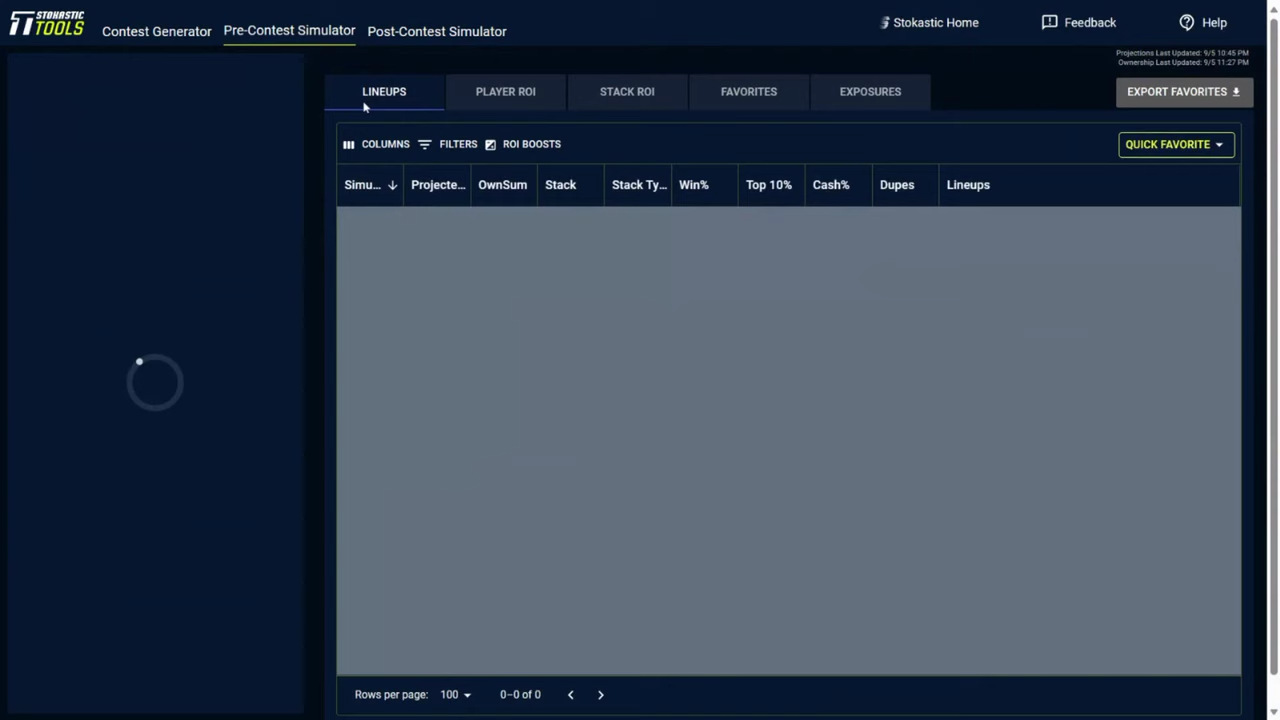 STOKASTIC
TOOLS
Contest Generator
Pre-Contest Simulator
Post-Contest Simulator
Stokastic Home
Feedback
Help
Projections Last Updated: 9/5 10:45 PM
Ownership Last Updated: 9/5 11:27 PM
LINEUPS
PLAYER ROI
STACK ROI
FAVORITES
EXPOSURES
EXPORT FAVORITES
COLUMNS
FILTERS
ROI BOOSTS
QUICK FAVORITE
Simu...
Projecte...
OwnSum
Stack
Stack Ty...
Win%
Top 10%
Cash%
Dupes
Lineups
Rows per page:
100
0–0 of 0